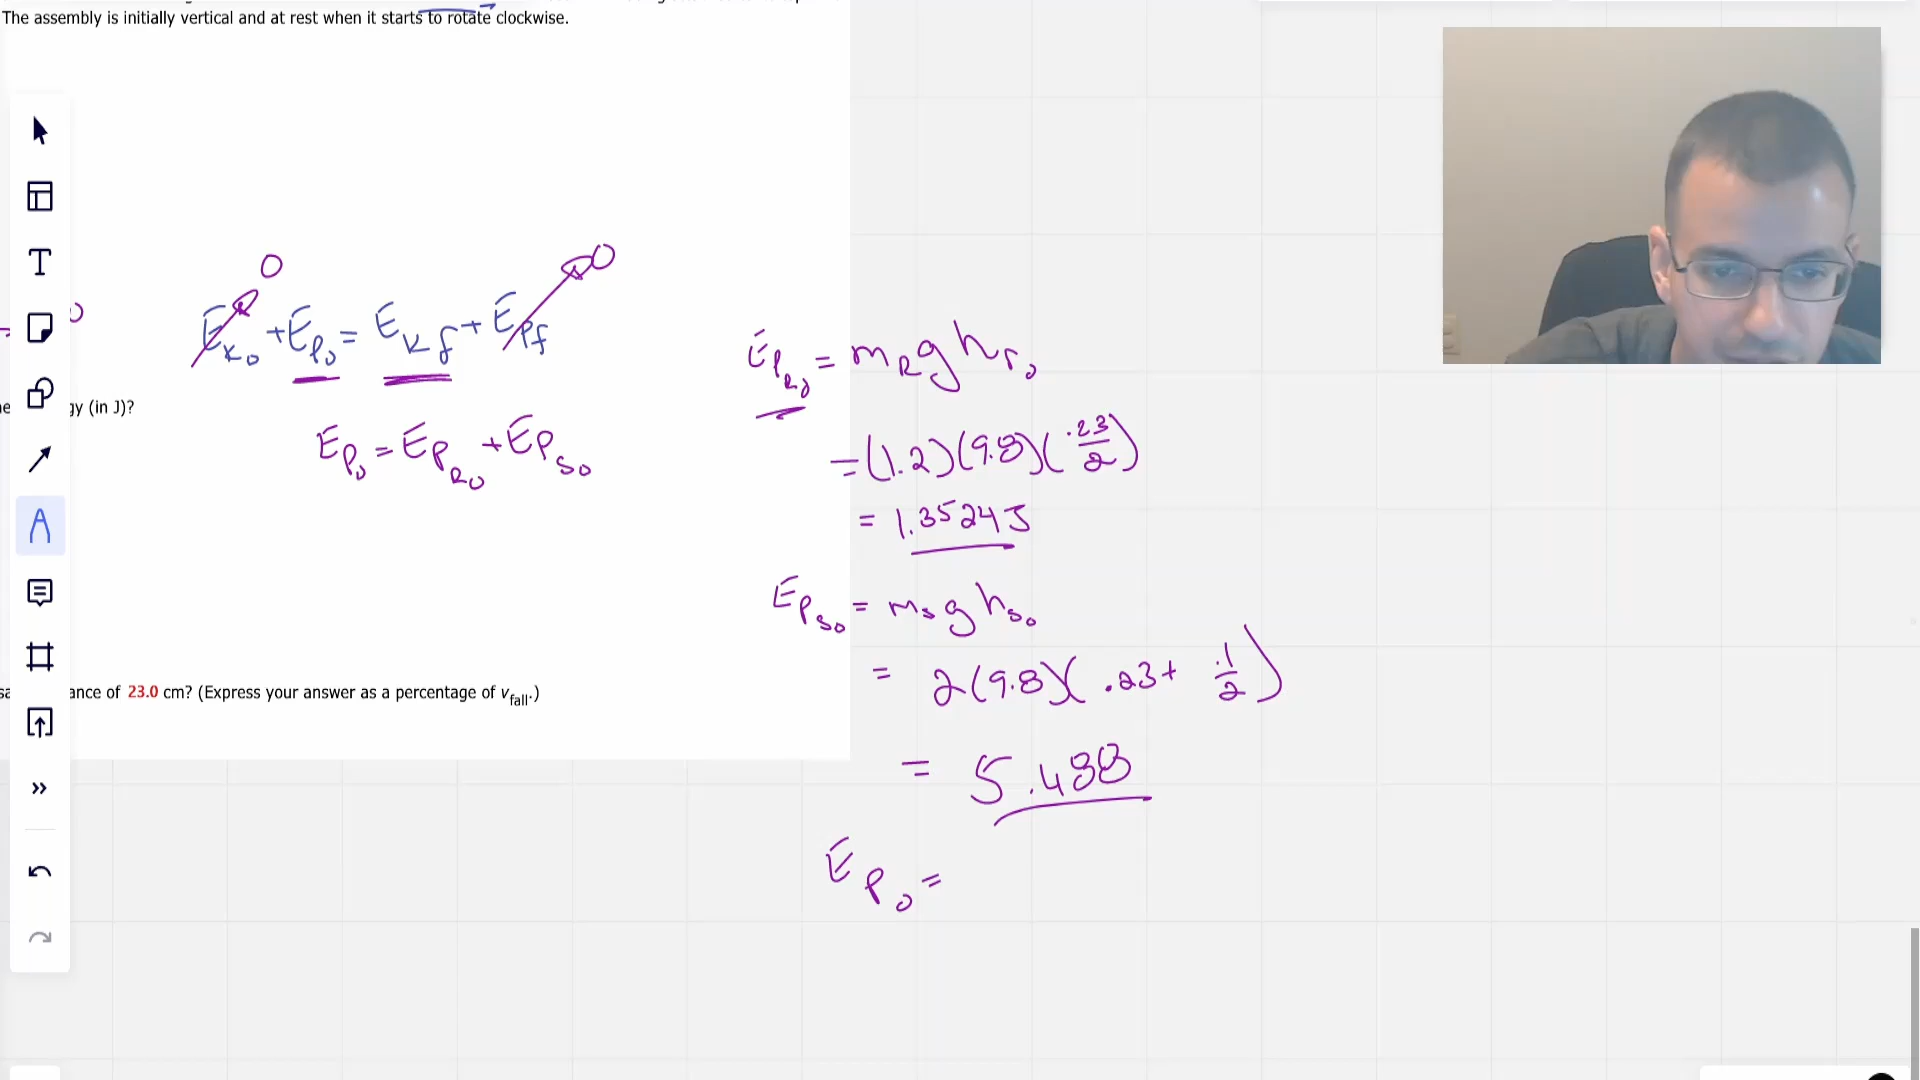 The assembly is initially vertical and at rest when it starts to rotate clockwise.
0 0
E_K0 + E_P0 = E_Kf + E_Pf
gy (in J)?
E_P0 = E_PR0 + E_PS0
ance of 23.0 cm? (Express your answer as a percentage of v_fall.)
E_PR0 = m_R g h_r0
= (1.2)(9.8)(.23/2)
= 1.3524 J
E_PS0 = m_s g h_s0
= 2(9.8)(.23 + .1/2)
= 5.488
E_P0 =